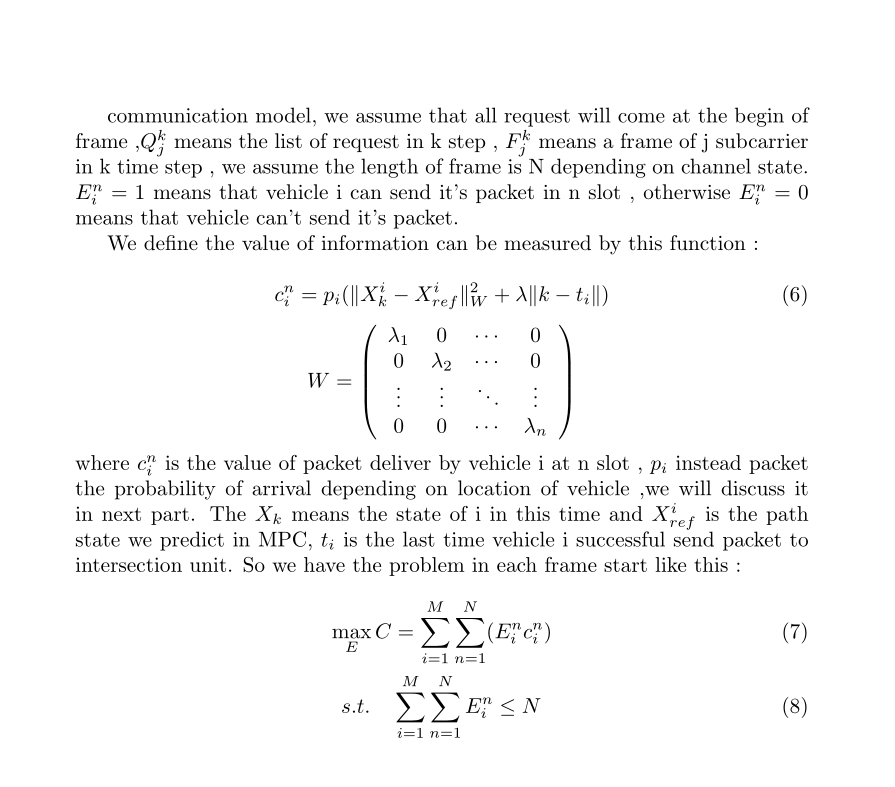 communication model, we assume that all request will come at the begin of
frame ,$Q_j^k$ means the list of request in k step , $F_j^k$ means a frame of j subcarrier
in k time step , we assume the length of frame is N depending on channel state.
$E_i^n = 1$ means that vehicle i can send it's packet in n slot , otherwise $E_i^n = 0$
means that vehicle can't send it's packet.
We define the value of information can be measured by this function :
$c_i^n = p_i(\|X_k^i - X_{ref}^i\|_W^2 + \lambda\|k - t_i\|)$ (6)
$W = \left(\begin{array}{cccc} \lambda_1 & 0 & \cdots & 0 \\ 0 & \lambda_2 & \cdots & 0 \\ \vdots & \vdots & \ddots & \vdots \\ 0 & 0 & \cdots & \lambda_n \end{array}\right)$
where $c_i^n$ is the value of packet deliver by vehicle i at n slot , $p_i$ instead packet
the probability of arrival depending on location of vehicle ,we will discuss it
in next part. The $X_k$ means the state of i in this time and $X_{ref}^i$ is the path
state we predict in MPC, $t_i$ is the last time vehicle i successful send packet to
intersection unit. So we have the problem in each frame start like this :
$\max_E C = \sum_{i=1}^{M} \sum_{n=1}^{N} (E_i^n c_i^n)$ (7)
$s.t. \quad \sum_{i=1}^{M} \sum_{n=1}^{N} E_i^n \leq N$ (8)